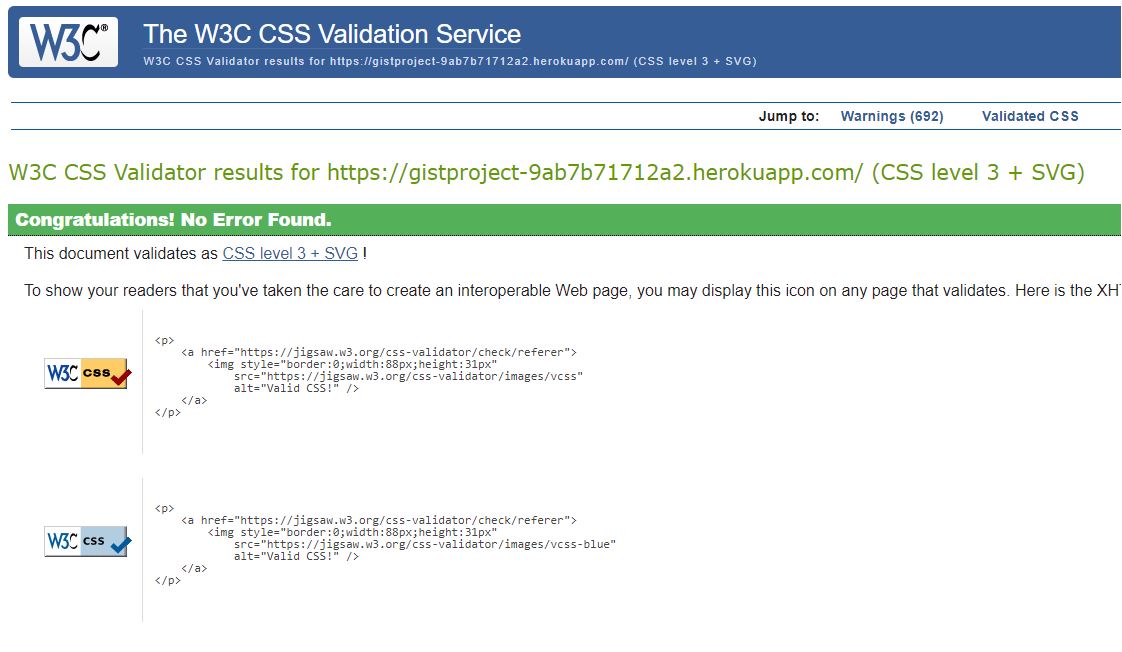 W3C® The W3C CSS Validation Service
W3C CSS Validator results for https://gistproject-9ab7b71712a2.herokuapp.com/ (CSS level 3 + SVG)
Jump to: Warnings (692) Validated CSS
W3C CSS Validator results for https://gistproject-9ab7b71712a2.herokuapp.com/ (CSS level 3 + SVG)
Congratulations! No Error Found.
This document validates as CSS level 3 + SVG !
To show your readers that you've taken the care to create an interoperable Web page, you may display this icon on any page that validates. Here is the
W3C css
<p>
<a href="https://jigsaw.w3.org/css-validator/check/referer">
<img style="border:0;width:88px;height:31px"
src="https://jigsaw.w3.org/css-validator/images/vcss"
alt="Valid CSS!" />
</a>
</p>
W3C css
<p>
<a href="https://jigsaw.w3.org/css-validator/check/referer">
<img style="border:0;width:88px;height:31px"
src="https://jigsaw.w3.org/css-validator/images/vcss-blue"
alt="Valid CSS!" />
</a>
</p>